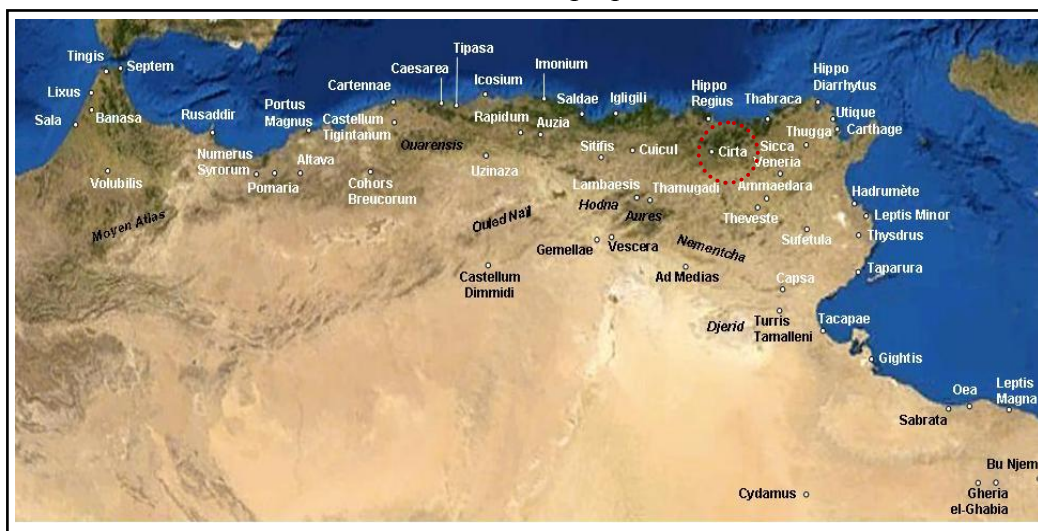 Tipasa
Caesarea
Icosium
Imonium
Tingis
Septem
Cartennae
Hippo
Regius
Hippo
Diarrhytus
Lixus
Banasa
Sala
Rusaddir
Portus
Magnus
Castellum
Tigintanum
Rapidum
Auzia
Saldae
Igligili
Thabraca
Utique
Carthage
Ouarensis
Thugga
Numerus
Syrorum
Altava
Pomaria
Volubilis
Cohors
Breucorum
Uzinaza
Sitifis
Cuicul
Cirta
Sicca
Veneria
Moyen Atlas
Ouled Nail
Lambaesis
Thamugadi
Hodna
Aures
Ammaedara
Theveste
Hadrumète
Leptis Minor
Thysdrus
Sufetula
Gemellae
Vescera
Nementcha
Castellum
Dimmidi
Ad Medias
Capsa
Taparura
Djerid
Turris
Tamalleni
Tacapae
Gightis
Oea
Leptis
Magna
Sabrata
Bu Njem
Cydamus
Gheria
el-Ghabia